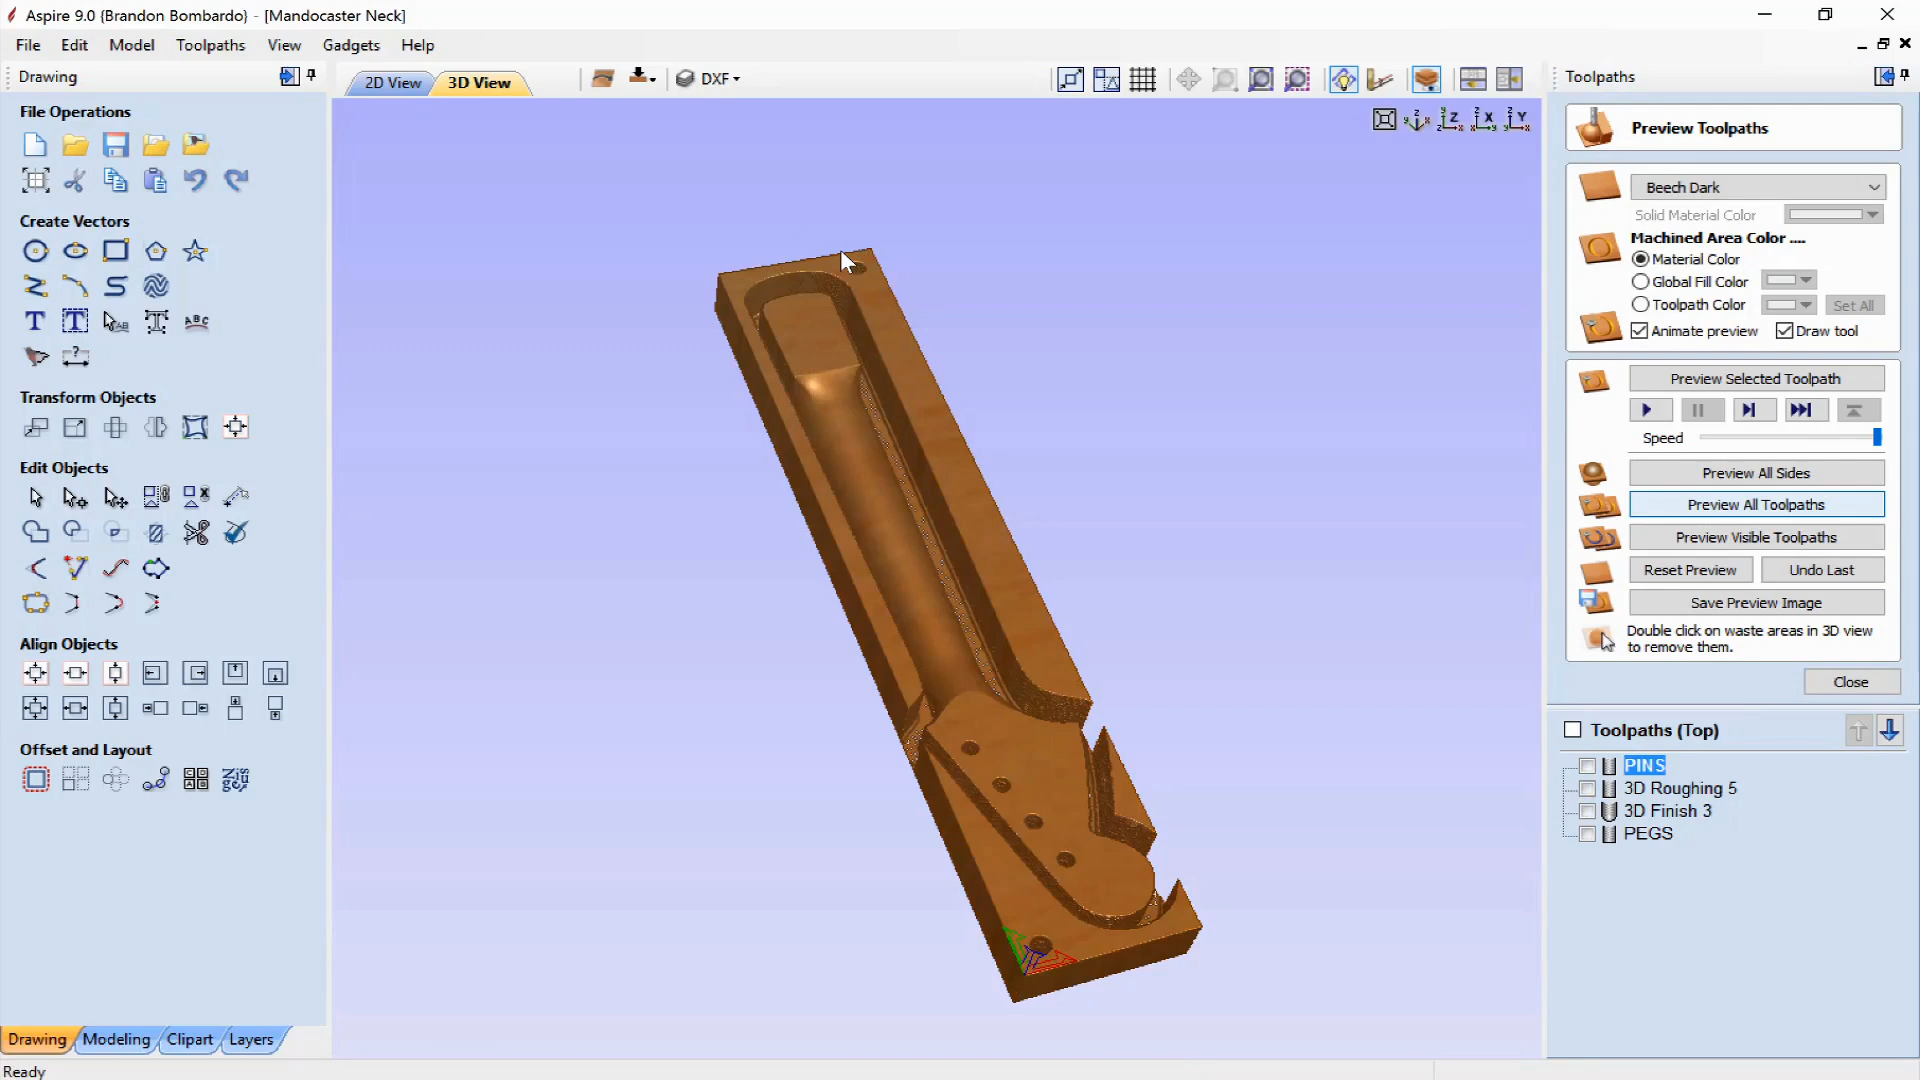 Aspire 9.0 {Brandon Bombardo} - [Mandocaster Neck]
File Edit Model Toolpaths View Gadgets Help
Drawing
2D View 3D View
DXF
Toolpaths
File Operations
Create Vectors
Transform Objects
Edit Objects
Align Objects
Offset and Layout
Drawing Modeling Clipart Layers
Ready
Preview Toolpaths
Beech Dark
Solid Material Color
Machined Area Color ....
Material Color
Global Fill Color
Toolpath Color Set All
Animate preview Draw tool
Preview Selected Toolpath
Speed
Preview All Sides
Preview All Toolpaths
Preview Visible Toolpaths
Reset Preview Undo Last
Save Preview Image
Double click on waste areas in 3D view
to remove them.
Close
Toolpaths (Top)
PINS
3D Roughing 5
3D Finish 3
PEGS